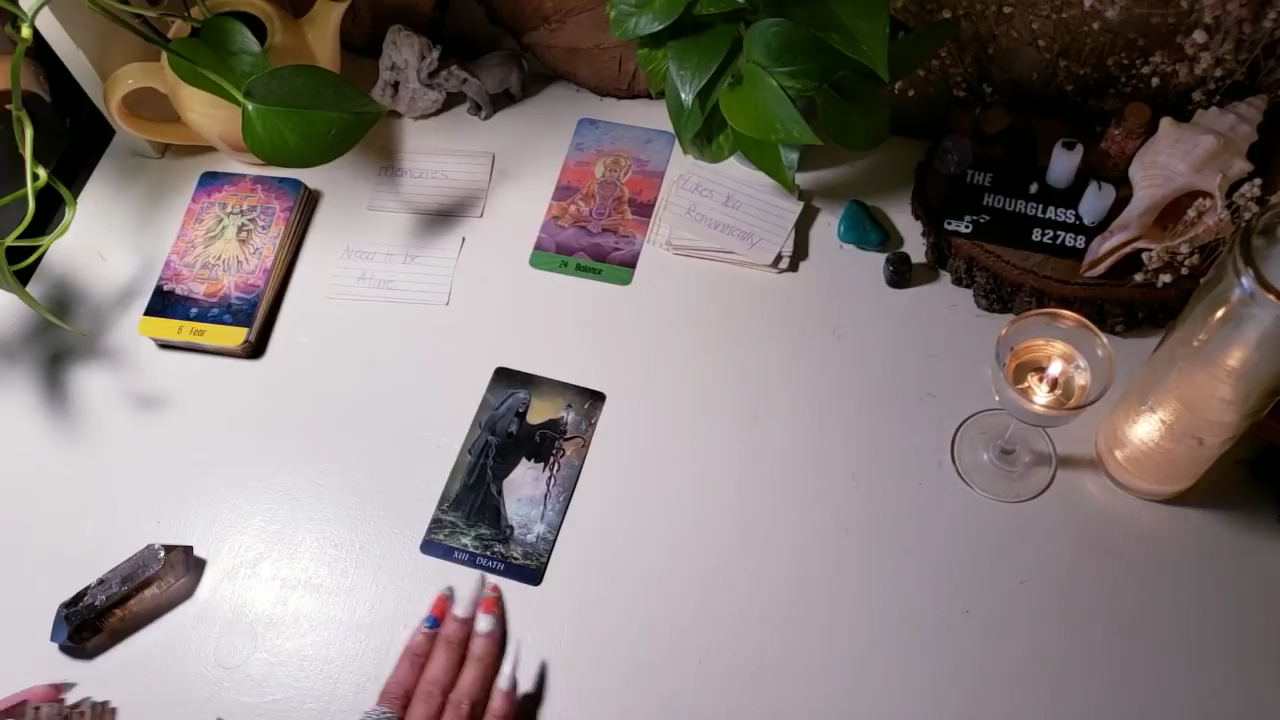 Memories
Need to be
Alone
6 Fear
24 Balance
Likes You
Romantically
THE
HOURGLASS.
82768
XIII - DEATH